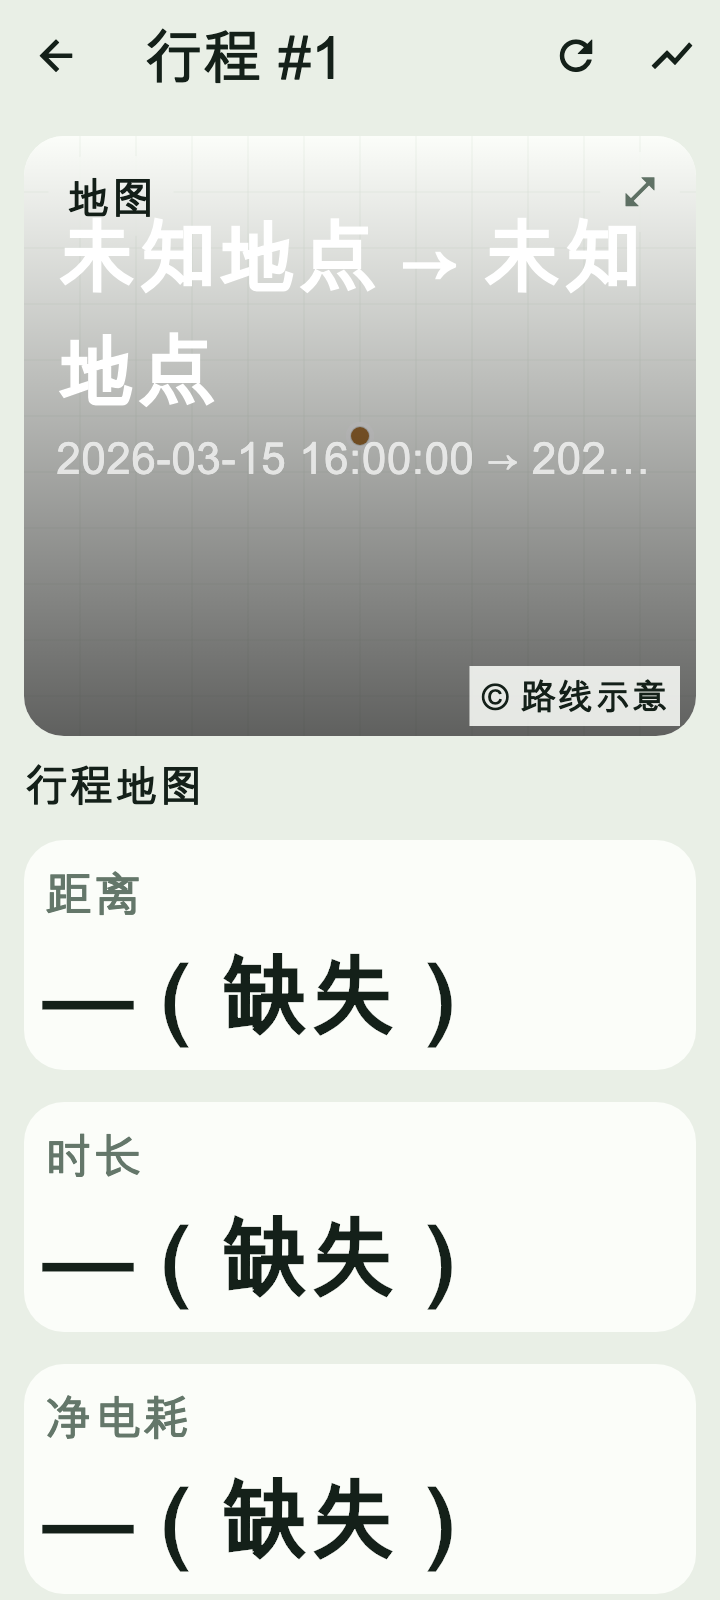 行程 #1
地图
未知地点 → 未知
地点
2026-03-15 16:00:00 → 202…
© 路线示意
行程地图
距离
—（缺失）
时长
—（缺失）
净电耗
—（缺失）